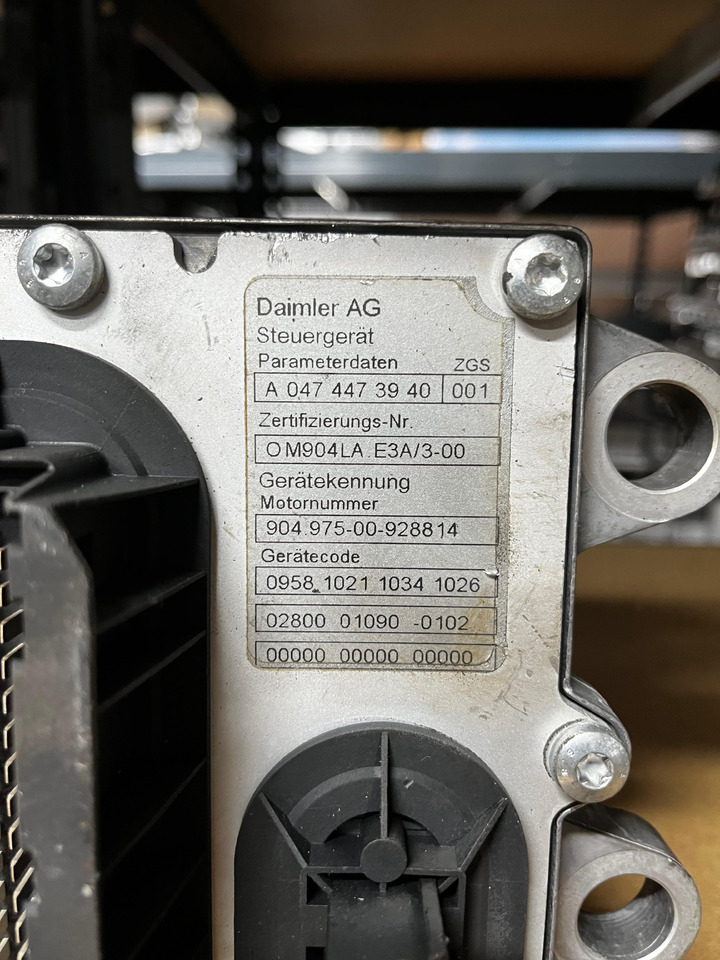 Daimler AG
Steuergerät
Parameterdaten ZGS
A 047 447 39 40 001
Zertifizierungs-Nr.
OM904LA E3A/3-00
Gerätekennung
Motornummer
904.975-00-928814
Gerätecode
0958 1021 1034 1026
02800 01090 -0102
00000 00000 00000